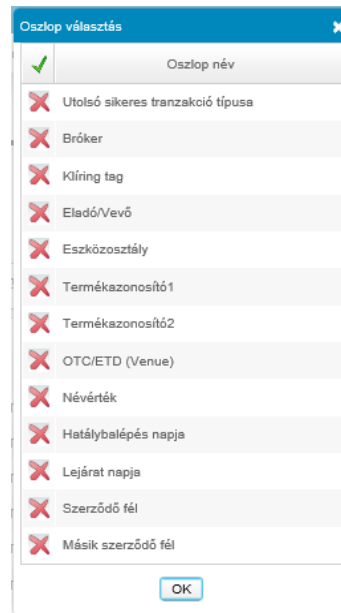 Oszlop választás
Oszlop név
Utolsó sikeres tranzakció típusa
Bróker
Klíring tag
Eladó/Vevő
Eszközosztály
Termékazonosító1
Termékazonosító2
OTC/ETD (Venue)
Névérték
Hatálybalépés napja
Lejárat napja
Szerződő fél
Másik szerződő fél
OK